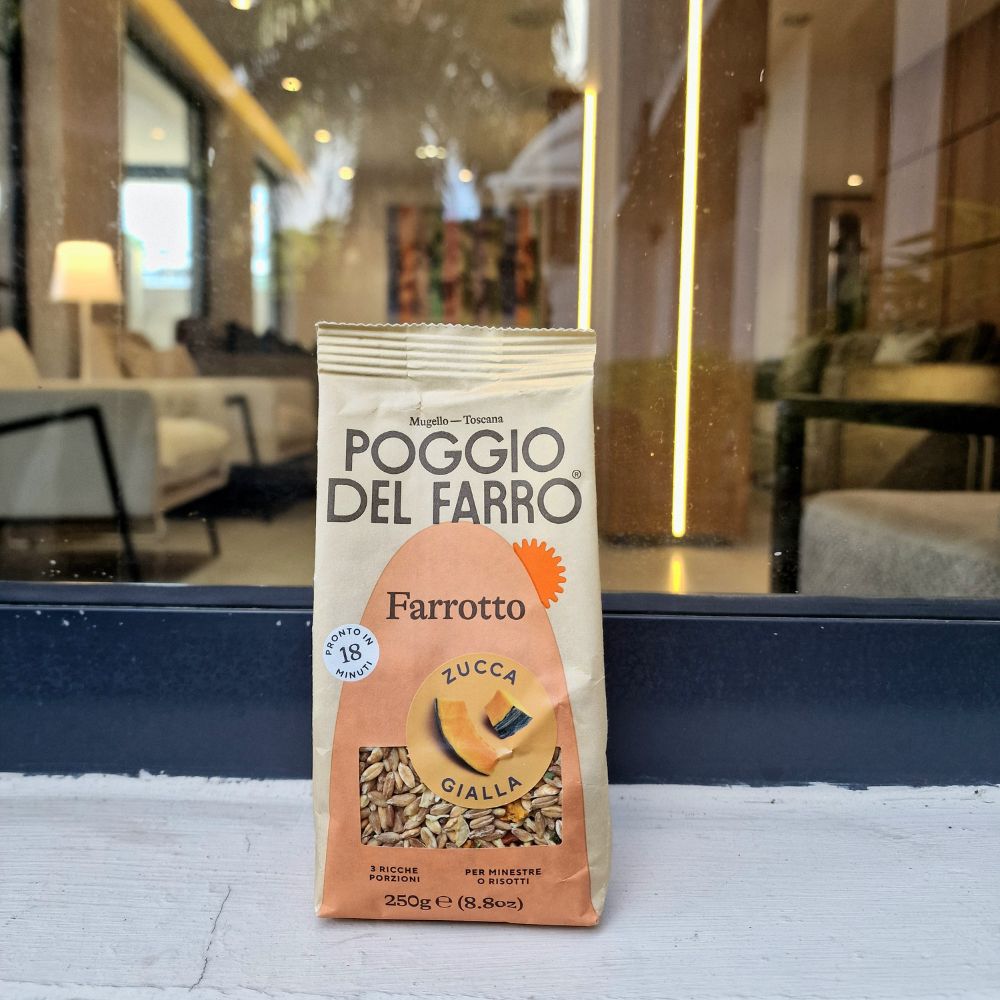 Mugello — Toscana
POGGIO
DEL FARRO®
Farrotto
PRONTO IN
18
MINUTI
ZUCCA
GIALLA
3 RICCHE
PORZIONI
PER MINESTRE
O RISOTTI
250g ℮ (8.8oz)